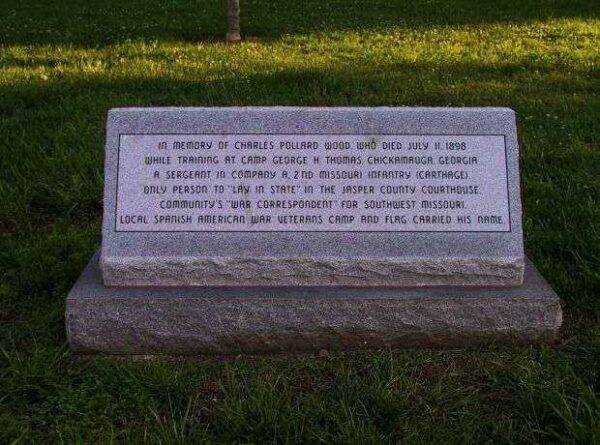 IN MEMORY OF CHARLES POLLARD WOOD, WHO DIED JULY 11, 1898
WHILE TRAINING AT CAMP GEORGE H. THOMAS, CHICKAMAUGA, GEORGIA
A SERGEANT IN COMPANY A, 2ND MISSOURI INFANTRY (CARTHAGE)
ONLY PERSON TO "LAY IN STATE" IN THE JASPER COUNTY COURTHOUSE.
COMMUNITY'S "WAR CORRESPONDENT" FOR SOUTHWEST MISSOURI.
LOCAL SPANISH AMERICAN WAR VETERANS CAMP AND FLAG CARRIED HIS NAME.